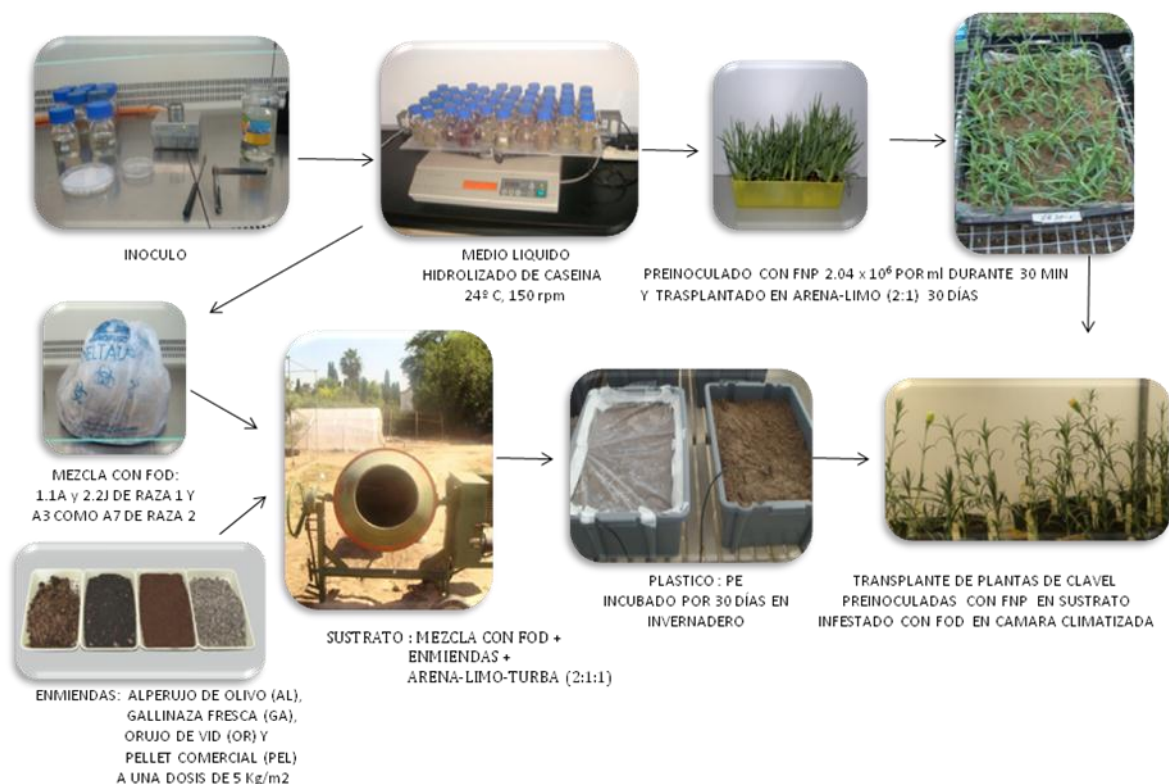 INOCULO
MEDIO LIQUIDO
HIDROLIZADO DE CASEINA
24º C, 150 rpm
PREINOCULADO CON FNP 2.04 x 10⁶ POR ml DURANTE 30 MIN
Y TRASPLANTADO EN ARENA-LIMO (2:1) 30 DÍAS
MEZCLA CON FOD:
1.1A y 2.2J DE RAZA 1 Y
A3 COMO A7 DE RAZA 2
SUSTRATO : MEZCLA CON FOD +
ENMIENDAS +
ARENA-LIMO-TURBA (2:1:1)
PLASTICO : PE
INCUBADO POR 30 DÍAS EN
INVERNADERO
TRANSPLANTE DE PLANTAS DE CLAVEL
PREINOCULADAS CON FNP EN SUSTRATO
INFESTADO CON FOD EN CAMARA CLIMATIZADA
ENMIENDAS: ALPERUJO DE OLIVO (AL),
GALLINAZA FRESCA (GA),
ORUJO DE VID (OR) Y
PELLET COMERCIAL (PEL)
A UNA DOSIS DE 5 Kg/m2